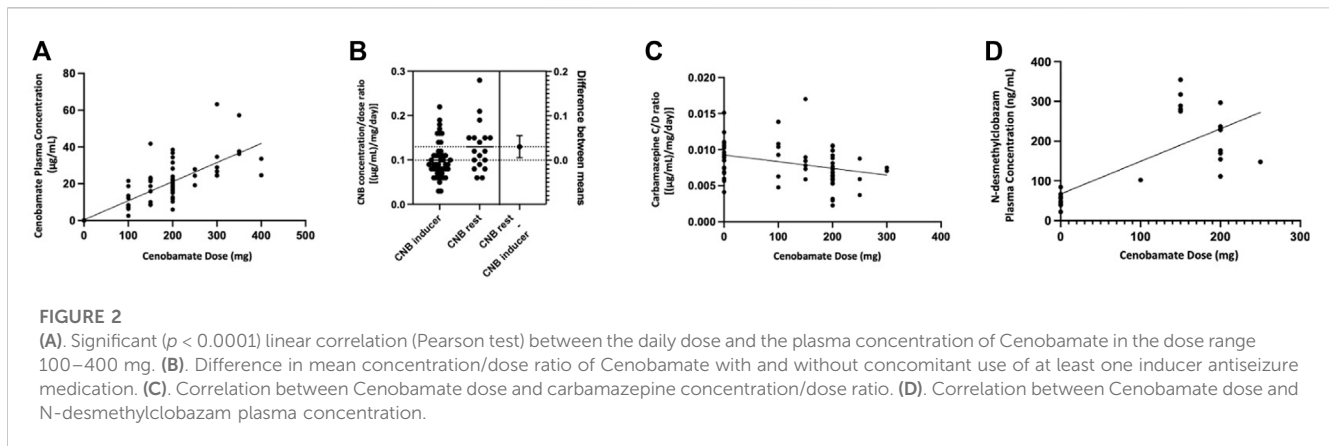 A
Cenobamate Plasma Concentration
(µg/mL)
80
60
40
20
0
0
100
200
300
400
500
Cenobamate Dose (mg)
B
CNB concentration/dose ratio
[(µg/mL)/mg/day)]
0.3
0.2
0.1
0.0
CNB inducer
CNB rest
CNB rest
-
CNB inducer
0.2
0.1
0.0
Difference between means
C
Carbamazepine C/D ratio
[(µg/mL)/mg/day)]
0.020
0.015
0.010
0.005
0.000
0
100
200
300
400
Cenobamate Dose (mg)
D
N-desmethylclobazam
Plasma Concentration (ng/mL)
400
300
200
100
0
0
100
200
300
Cenobamate Dose (mg)
FIGURE 2
(A). Significant (p < 0.0001) linear correlation (Pearson test) between the daily dose and the plasma concentration of Cenobamate in the dose range
100–400 mg. (B). Difference in mean concentration/dose ratio of Cenobamate with and without concomitant use of at least one inducer antiseizure
medication. (C). Correlation between Cenobamate dose and carbamazepine concentration/dose ratio. (D). Correlation between Cenobamate dose and
N-desmethylclobazam plasma concentration.